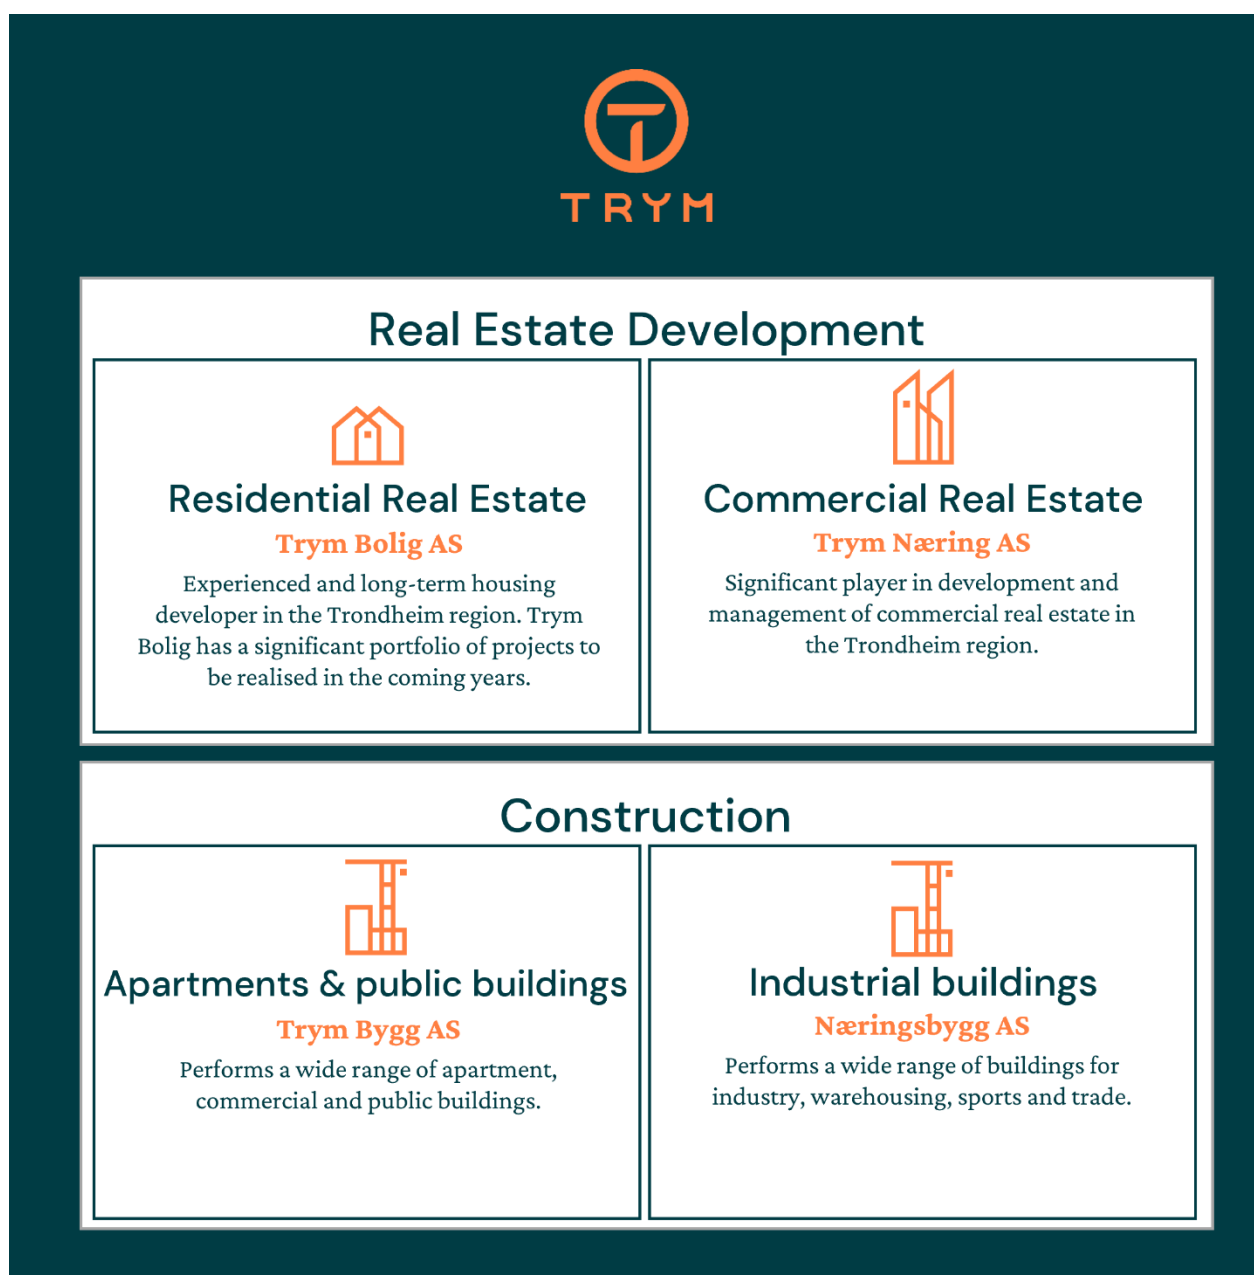 TRYM
Real Estate Development
Residential Real Estate
Trym Bolig AS
Experienced and long-term housing
developer in the Trondheim region. Trym
Bolig has a significant portfolio of projects to
be realised in the coming years.
Commercial Real Estate
Trym Næring AS
Significant player in development and
management of commercial real estate in
the Trondheim region.
Construction
Apartments & public buildings
Trym Bygg AS
Performs a wide range of apartment,
commercial and public buildings.
Industrial buildings
Næringsbygg AS
Performs a wide range of buildings for
industry, warehousing, sports and trade.